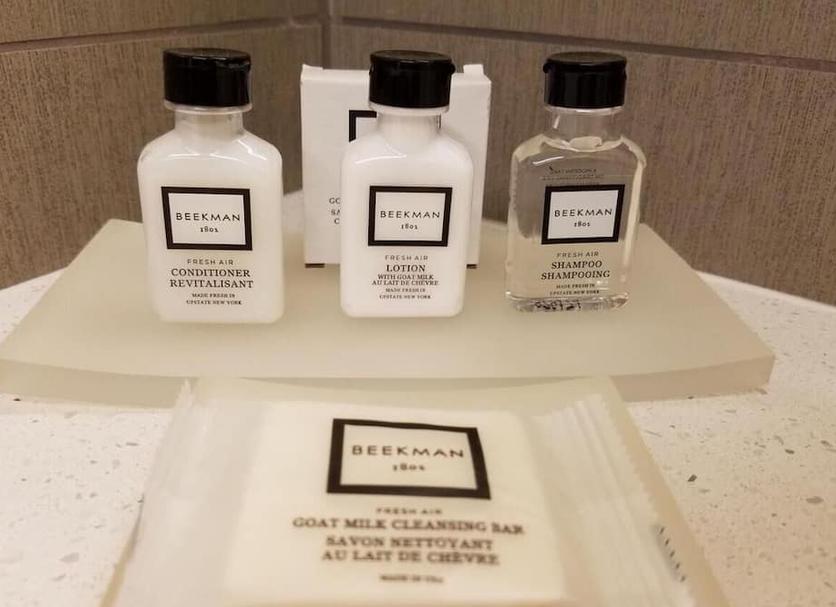 BEEKMAN
1802
FRESH AIR
CONDITIONER
REVITALISANT
MADE FRESH IN
UPSTATE NEW YORK
BEEKMAN
1802
FRESH AIR
LOTION
WITH GOAT MILK
AU LAIT DE CHÈVRE
MADE FRESH IN
UPSTATE NEW YORK
BEEKMAN
1802
FRESH AIR
SHAMPOO
SHAMPOOING
MADE FRESH IN
UPSTATE NEW YORK
BEEKMAN
1802
FRESH AIR
GOAT MILK CLEANSING BAR
SAVON NETTOYANT
AU LAIT DE CHÈVRE
MADE IN USA